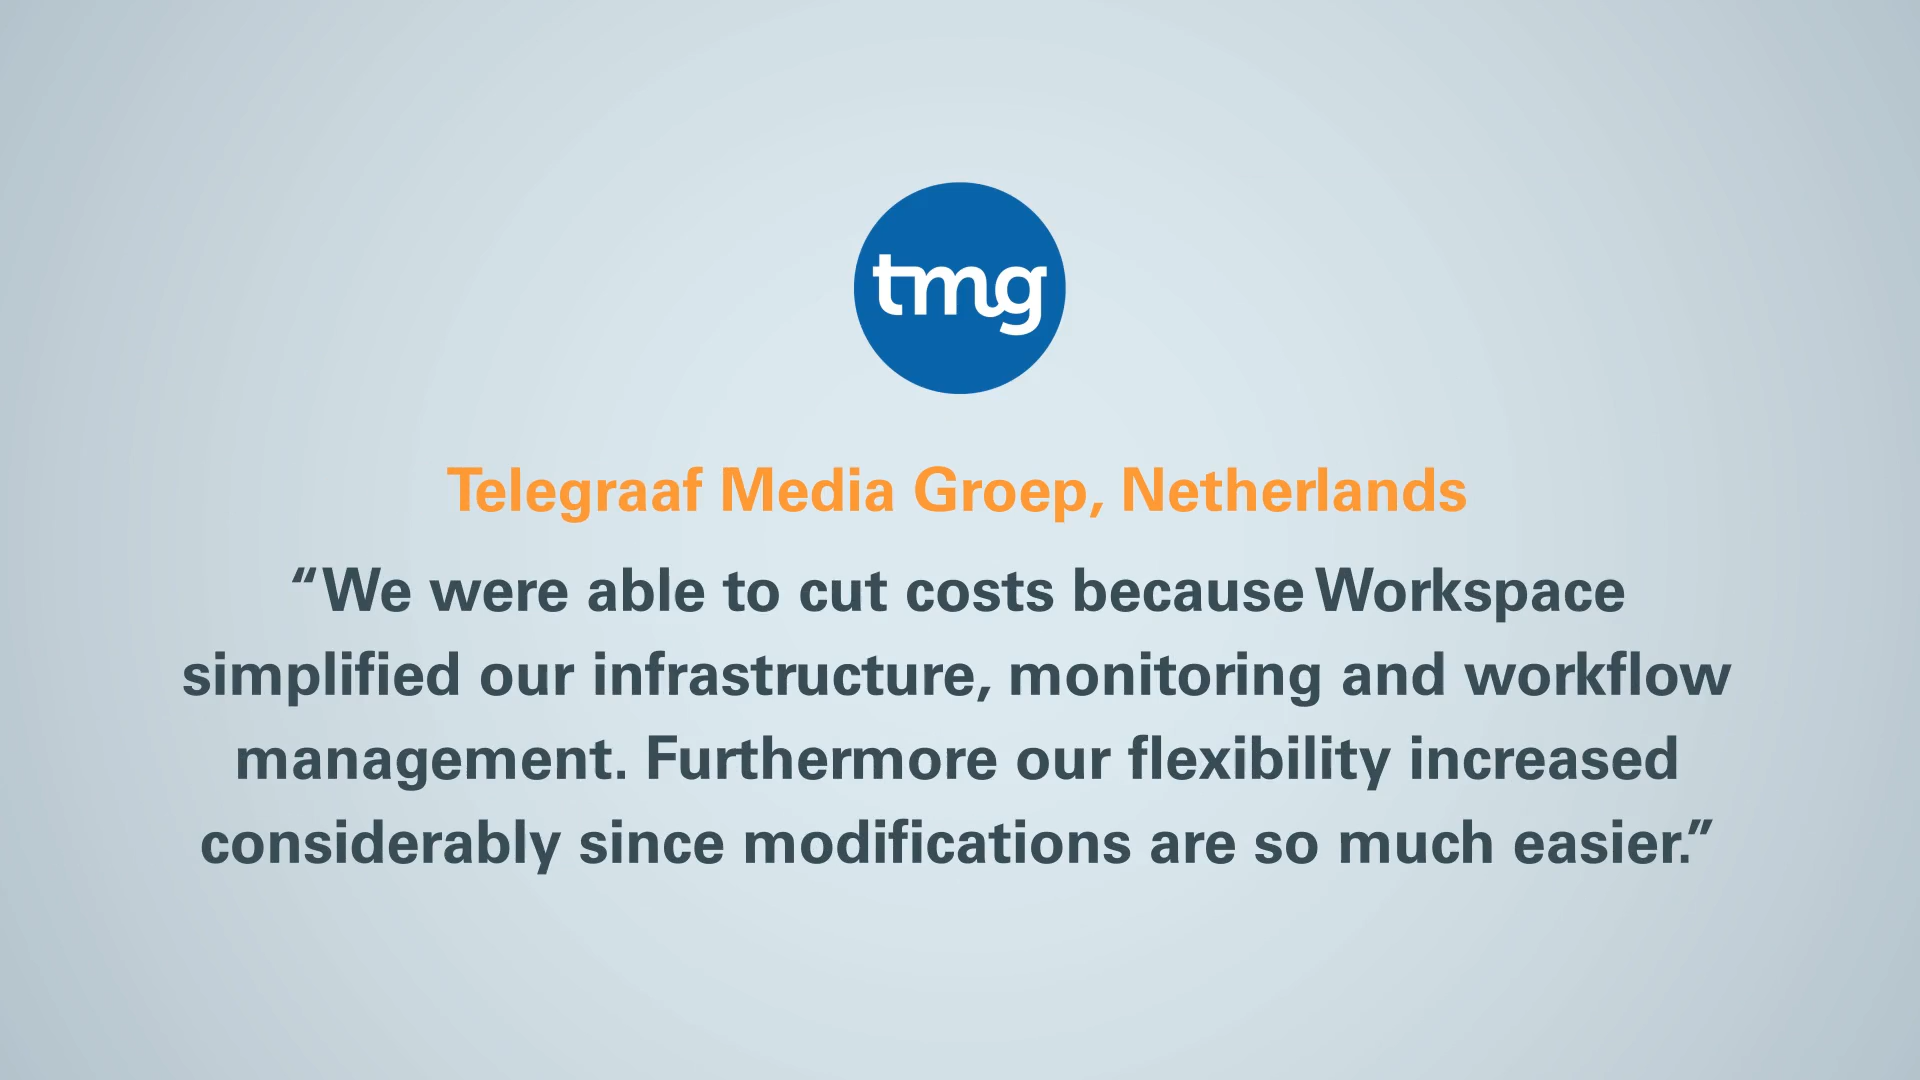 tmg
Telegraaf Media Groep, Netherlands
“We were able to cut costs because Workspace
simplified our infrastructure, monitoring and workflow
management. Furthermore our flexibility increased
considerably since modifications are so much easier.”